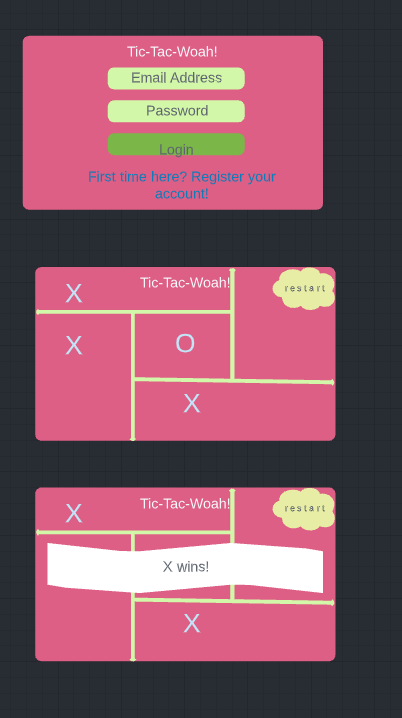 Tic-Tac-Woah!
Email Address
Password
Login
First time here? Register your
account!
Tic-Tac-Woah!
restart
X
X
O
X
Tic-Tac-Woah!
restart
X
X wins!
X